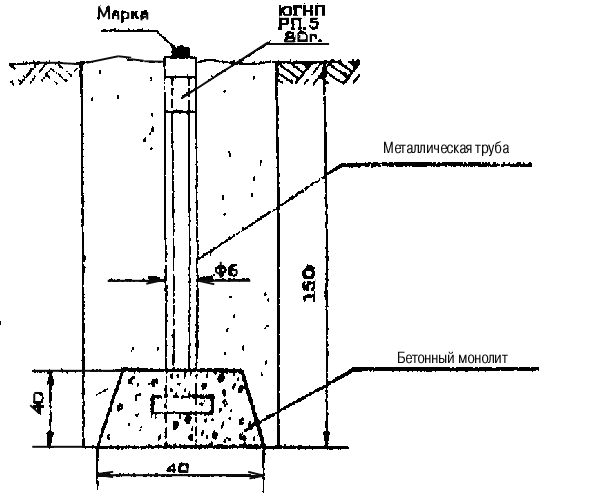 Марка
ЮГНП
РП.5
80г.
Металлическая труба
Ф6
150
Бетонный монолит
40
40